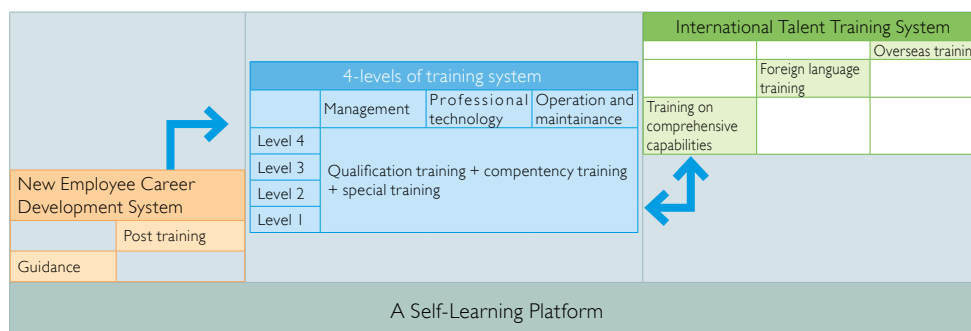 International Talent Training System
Overseas training
Foreign language
training
Training on
comprehensive
capabilities
4-levels of training system
Management
Professional
technology
Operation and
maintainance
Level 4
Level 3
Level 2
Level 1
Qualification training + compentency training
+ special training
New Employee Career
Development System
Post training
Guidance
A Self-Learning Platform